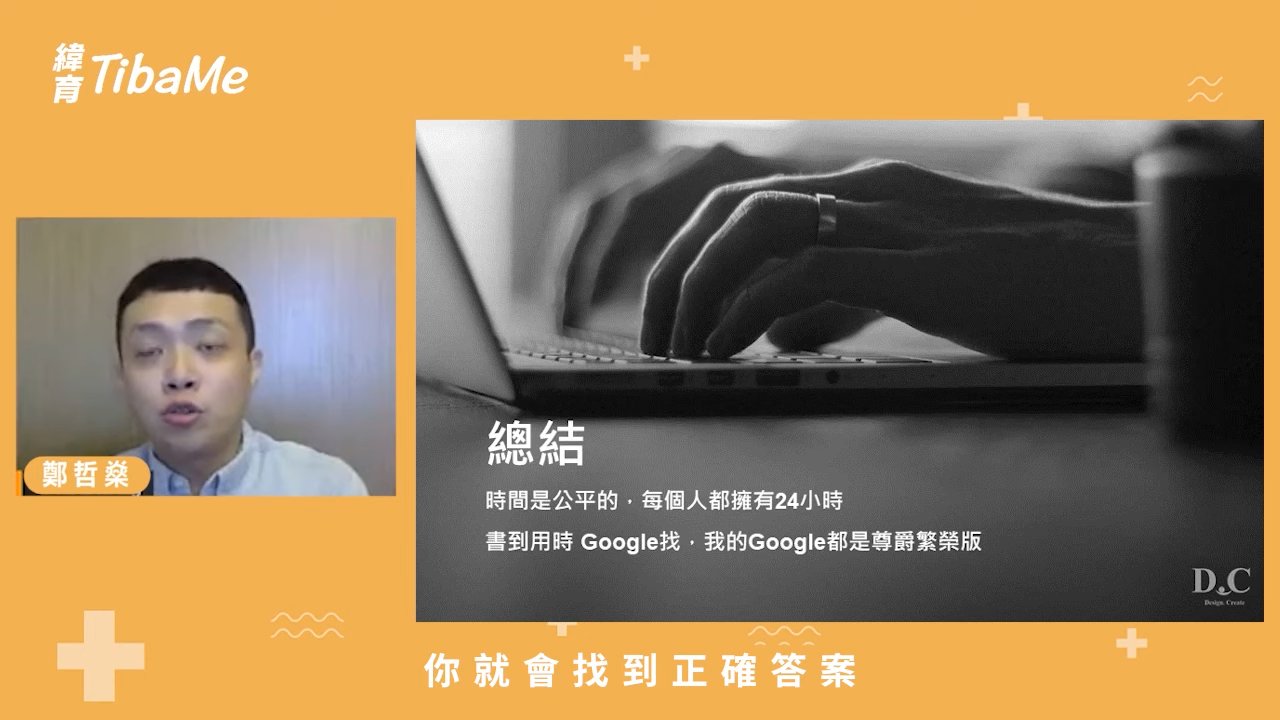 緯育 TibaMe
鄭哲燊
總結
時間是公平的，每個人都擁有24小時
書到用時 Google找，我的Google都是尊爵繁榮版
D.C
Design. Create
你就會找到正確答案